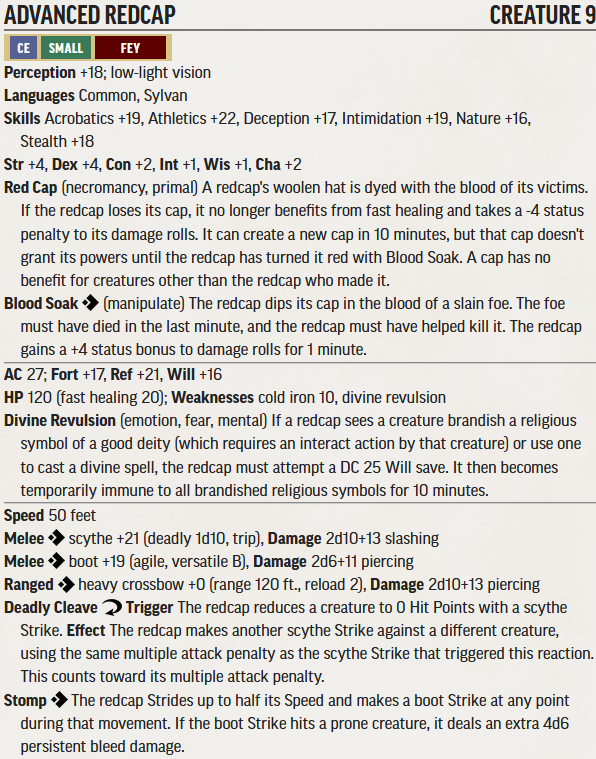 ADVANCED REDCAP CREATURE 9
CE SMALL FEY
Perception +18; low-light vision
Languages Common, Sylvan
Skills Acrobatics +19, Athletics +22, Deception +17, Intimidation +19, Nature +16,
Stealth +18
Str +4, Dex +4, Con +2, Int +1, Wis +1, Cha +2
Red Cap (necromancy, primal) A redcap's woolen hat is dyed with the blood of its victims.
If the redcap loses its cap, it no longer benefits from fast healing and takes a -4 status
penalty to its damage rolls. It can create a new cap in 10 minutes, but that cap doesn't
grant its powers until the redcap has turned it red with Blood Soak. A cap has no
benefit for creatures other than the redcap who made it.
Blood Soak (manipulate) The redcap dips its cap in the blood of a slain foe. The foe
must have died in the last minute, and the redcap must have helped kill it. The redcap
gains a +4 status bonus to damage rolls for 1 minute.
AC 27; Fort +17, Ref +21, Will +16
HP 120 (fast healing 20); Weaknesses cold iron 10, divine revulsion
Divine Revulsion (emotion, fear, mental) If a redcap sees a creature brandish a religious
symbol of a good deity (which requires an interact action by that creature) or use one
to cast a divine spell, the redcap must attempt a DC 25 Will save. It then becomes
temporarily immune to all brandished religious symbols for 10 minutes.
Speed 50 feet
Melee scythe +21 (deadly 1d10, trip), Damage 2d10+13 slashing
Melee boot +19 (agile, versatile B), Damage 2d6+11 piercing
Ranged heavy crossbow +0 (range 120 ft., reload 2), Damage 2d10+13 piercing
Deadly Cleave Trigger The redcap reduces a creature to 0 Hit Points with a scythe
Strike. Effect The redcap makes another scythe Strike against a different creature,
using the same multiple attack penalty as the scythe Strike that triggered this reaction.
This counts toward its multiple attack penalty.
Stomp The redcap Strides up to half its Speed and makes a boot Strike at any point
during that movement. If the boot Strike hits a prone creature, it deals an extra 4d6
persistent bleed damage.